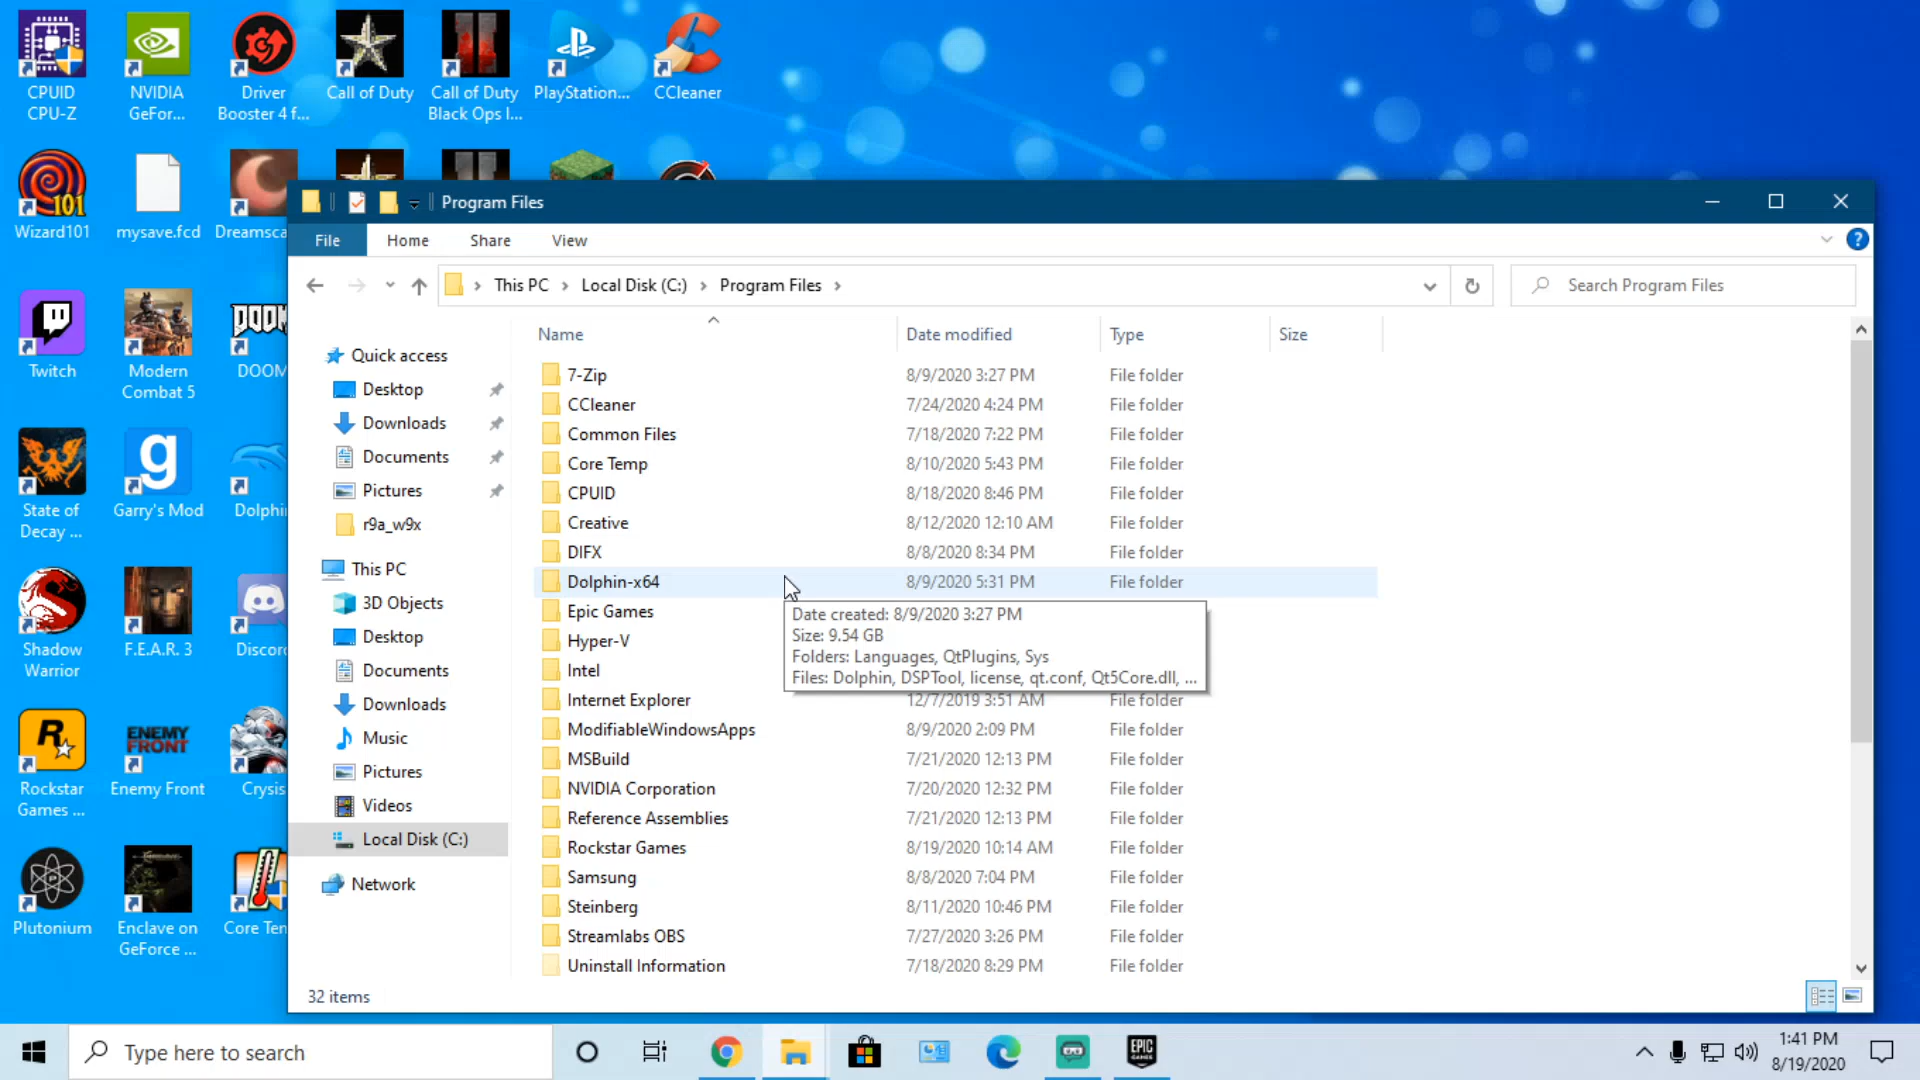 CPUID
CPU-Z
NVIDIA
GeFor...
Driver
Booster 4 f...
Call of Duty
Call of Duty
Black Ops I...
PlayStation...
CCleaner
101
Wizard101
mysave.fcd
Dreamsca
Twitch
Modern
Combat 5
DOOM
DOOM
State of
Decay ...
g
Garry's Mod
Dolphin
Shadow
Warrior
F.E.A.R. 3
Discord
R
Rockstar
Games ...
ENEMY
FRONT
Enemy Front
Crysis
Plutonium
Enclave on
GeForce ...
Core Tem
Program Files
File
Home
Share
View
?
This PC
Local Disk (C:)
Program Files
Search Program Files
Quick access
Desktop
Downloads
Documents
Pictures
r9a_w9x
This PC
3D Objects
Desktop
Documents
Downloads
Music
Pictures
Videos
Local Disk (C:)
Network
Name Date modified Type Size
7-Zip 8/9/2020 3:27 PM File folder
CCleaner 7/24/2020 4:24 PM File folder
Common Files 7/18/2020 7:22 PM File folder
Core Temp 8/10/2020 5:43 PM File folder
CPUID 8/18/2020 8:46 PM File folder
Creative 8/12/2020 12:10 AM File folder
DIFX 8/8/2020 8:34 PM File folder
Dolphin-x64 8/9/2020 5:31 PM File folder
Epic Games
Hyper-V
Intel
Date created: 8/9/2020 3:27 PM
Size: 9.54 GB
Folders: Languages, QtPlugins, Sys
Files: Dolphin, DSPTool, license, qt.conf, Qt5Core.dll, ...
Internet Explorer 12/7/2019 3:51 AM File folder
ModifiableWindowsApps 8/9/2020 2:09 PM File folder
MSBuild 7/21/2020 12:13 PM File folder
NVIDIA Corporation 7/20/2020 12:32 PM File folder
Reference Assemblies 7/21/2020 12:13 PM File folder
Rockstar Games 8/19/2020 10:14 AM File folder
Samsung 8/8/2020 7:04 PM File folder
Steinberg 8/11/2020 10:46 PM File folder
Streamlabs OBS 7/27/2020 3:26 PM File folder
Uninstall Information 7/18/2020 8:29 PM File folder
32 items
Type here to search
EPIC
GAMES
1:41 PM
8/19/2020